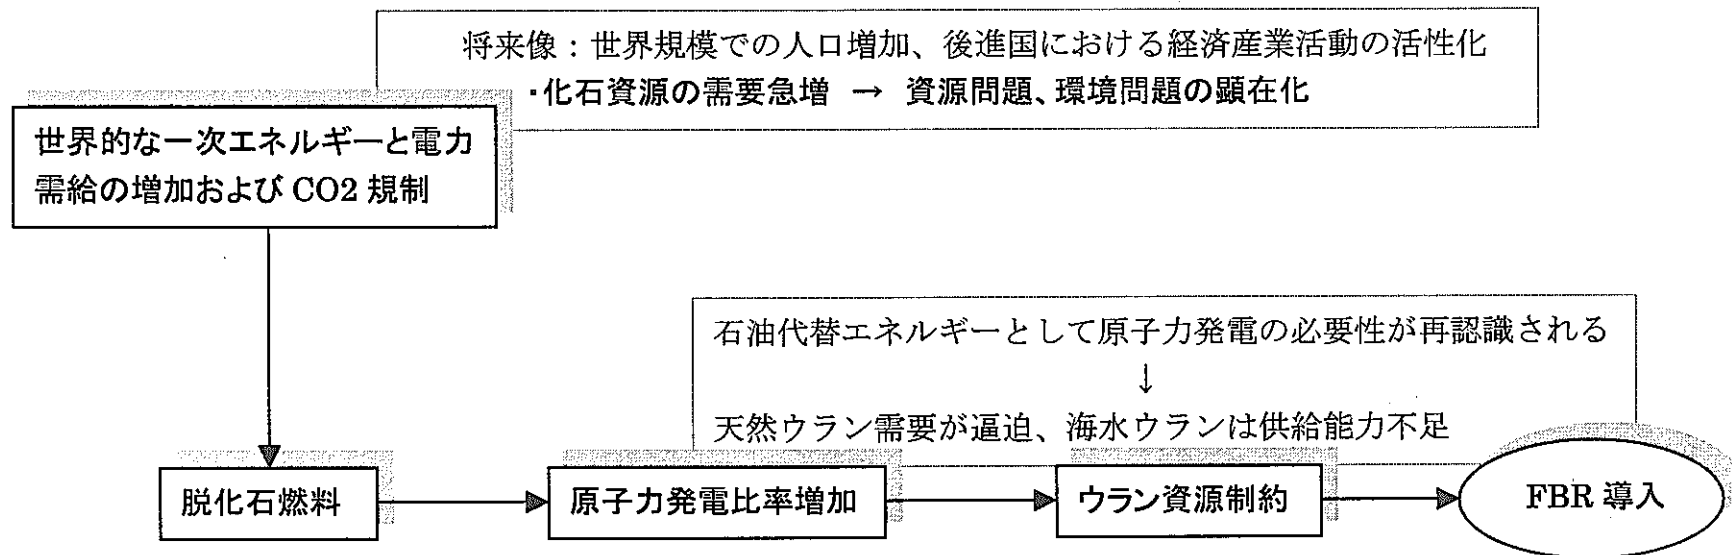 将来像：世界規模での人口増加、後進国における経済産業活動の活性化
・化石資源の需要急増 → 資源問題、環境問題の顕在化
世界的な一次エネルギーと電力
需給の増加および CO2 規制
石油代替エネルギーとして原子力発電の必要性が再認識される
↓
天然ウラン需要が逼迫、海水ウランは供給能力不足
脱化石燃料
原子力発電比率増加
ウラン資源制約
FBR 導入